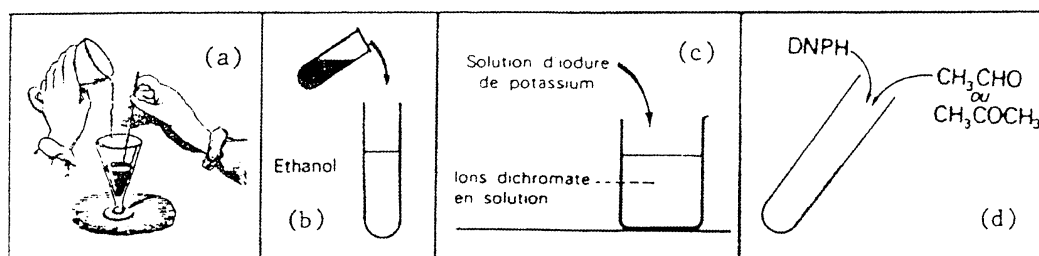 (a)
Ethanol
(b)
(c)
Solution d'iodure
de potassium
Ions dichromate
en solution
DNPH
CH₃CHO
ou
CH₃COCH₃
(d)